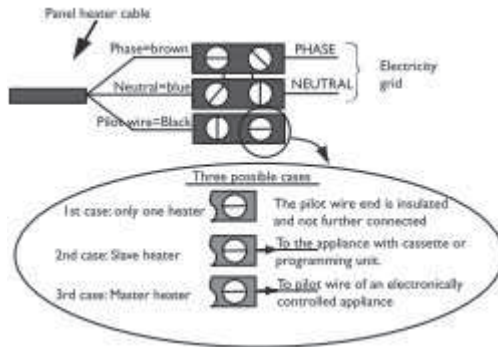 Panel heater cable
Phase=brown
PHASE
Neutral=blue
NEUTRAL
Electricity
grid
Pilot wire=Black
Three possible cases
1st case: only one heater
The pilot wire end is insulated
and not further connected
2nd case: Slave heater
To the appliance with cassette or
programming unit.
3rd case: Master heater
To pilot wire of an electronically
controlled appliance